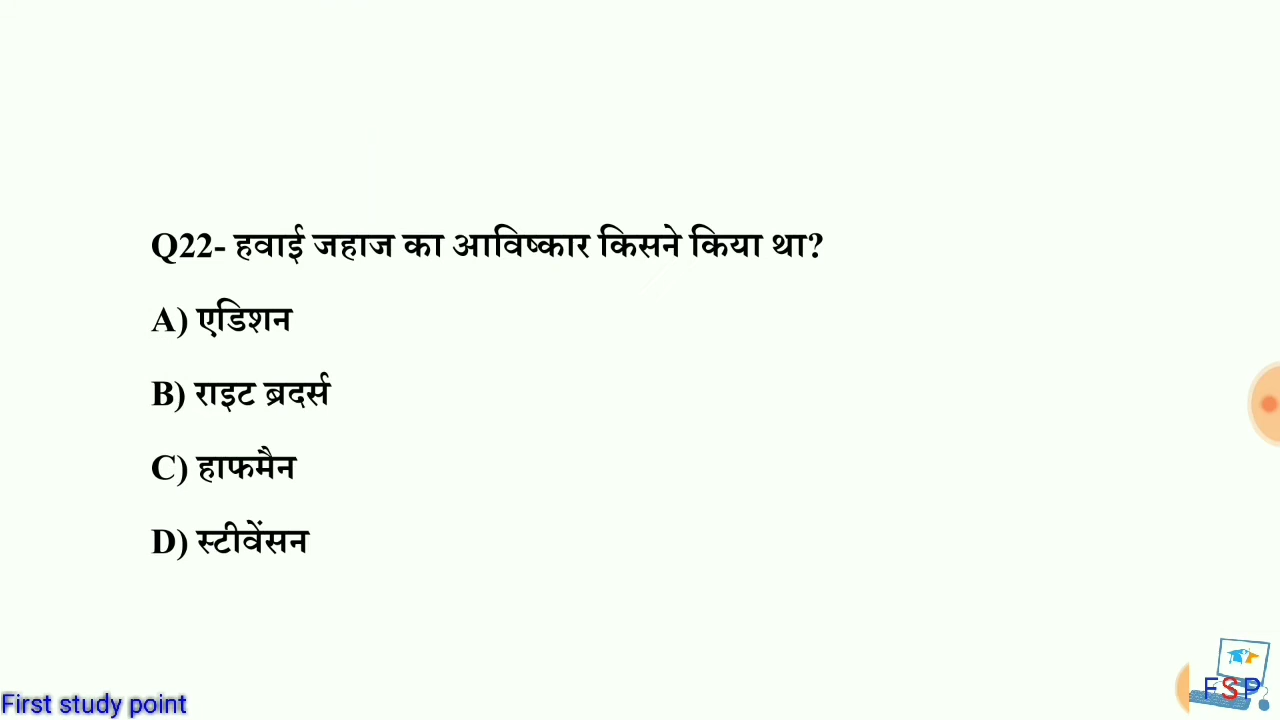 Q22- हवाई जहाज का आविष्कार किसने किया था?
A) एडिशन
B) राइट ब्रदर्स
C) हाफमैन
D) स्टीवेंसन
FSP
First study point